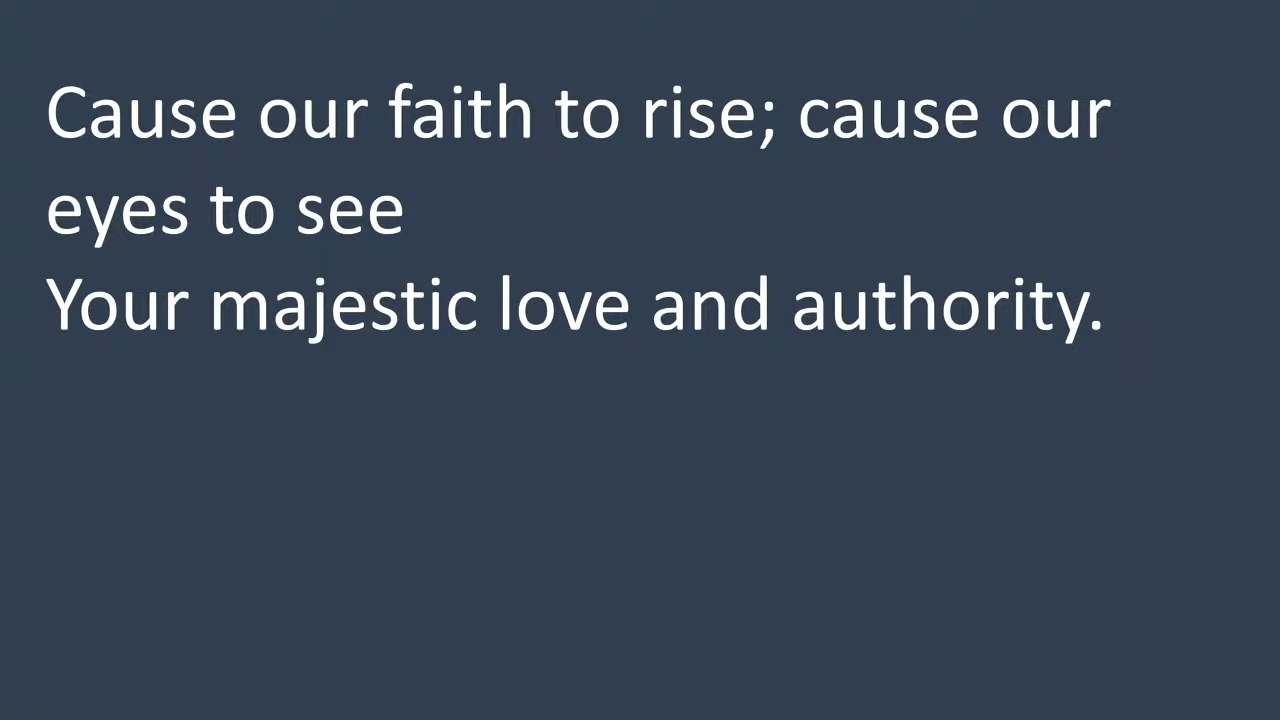 Cause our faith to rise; cause our
eyes to see
Your majestic love and authority.